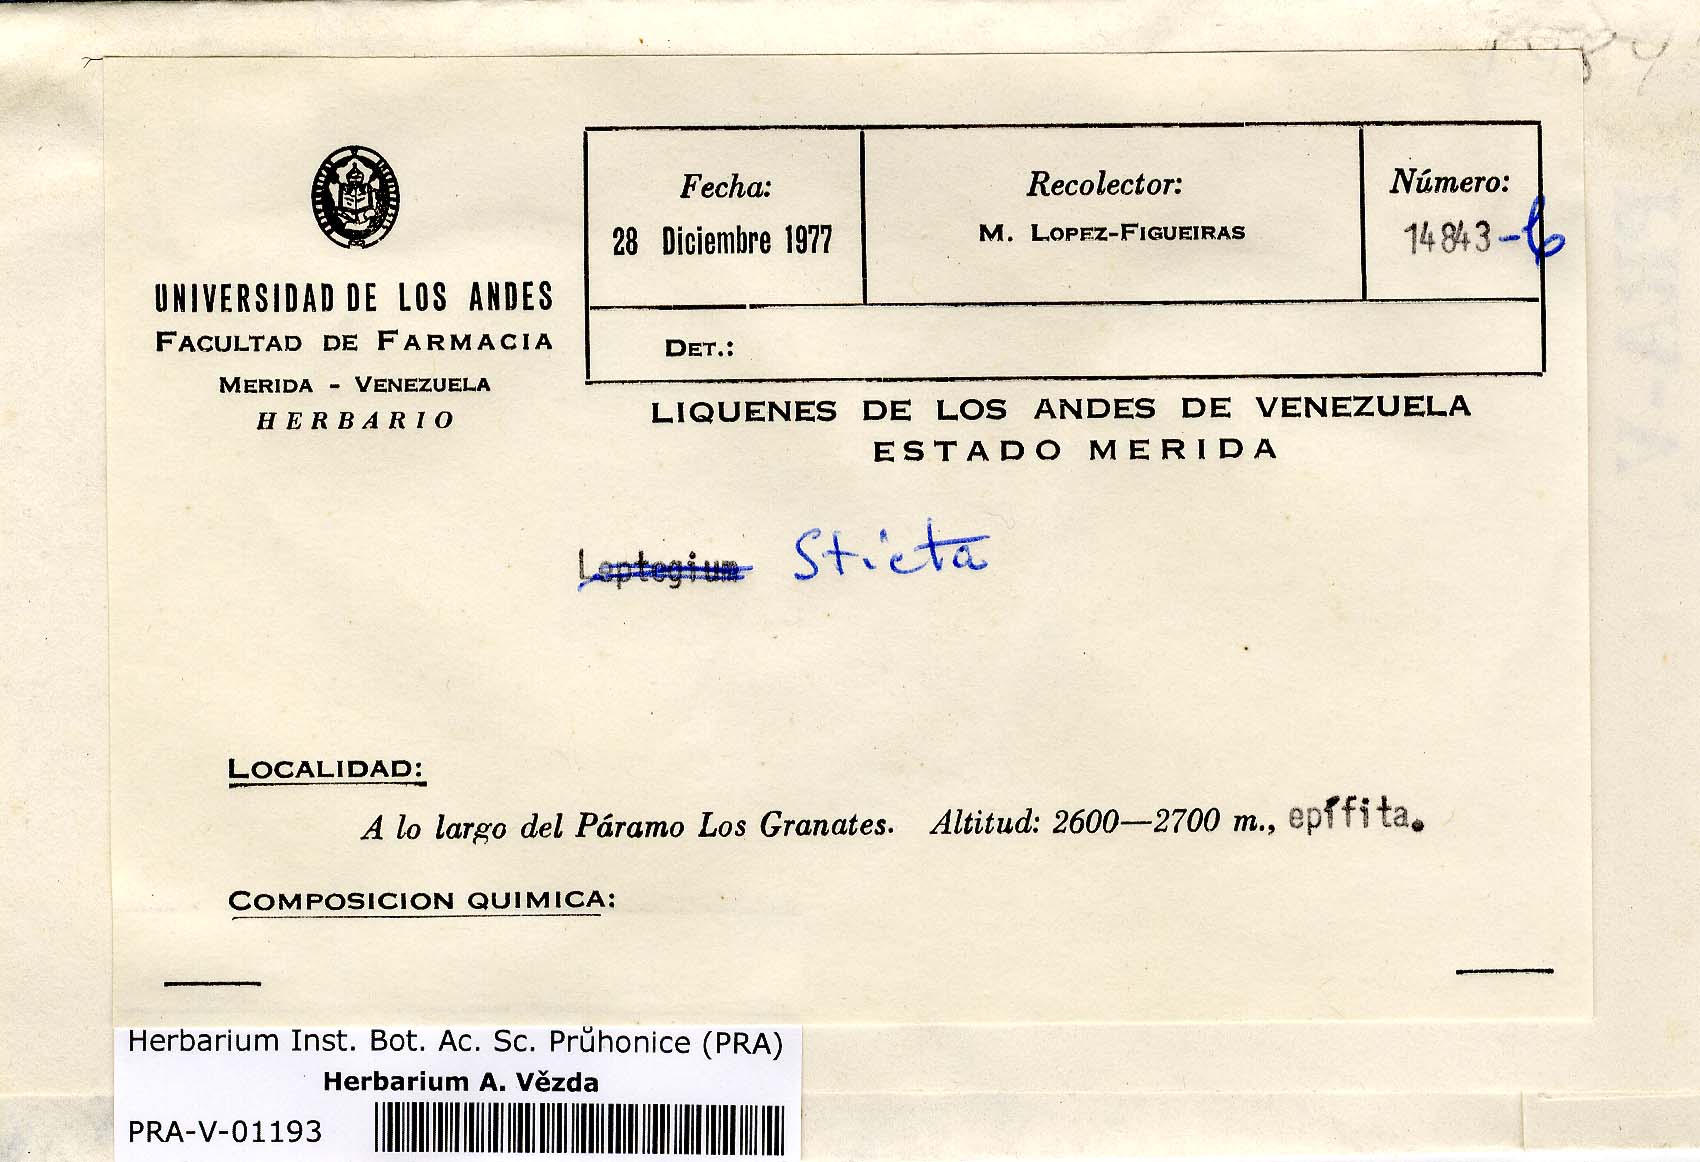 Fecha:
28 Diciembre 1977
Recolector:
M. LOPEZ-FIGUEIRAS
Número:
14843-b
DET.:
UNIVERSIDAD DE LOS ANDES
FACULTAD DE FARMACIA
MERIDA - VENEZUELA
HERBARIO
LIQUENES DE LOS ANDES DE VENEZUELA
ESTADO MERIDA
Leptogium Sticta
LOCALIDAD:
A lo largo del Páramo Los Granates. Altitud: 2600—2700 m., epífita.
COMPOSICION QUIMICA:
Herbarium Inst. Bot. Ac. Sc. Průhonice (PRA)
Herbarium A. Vězda
PRA-V-01193